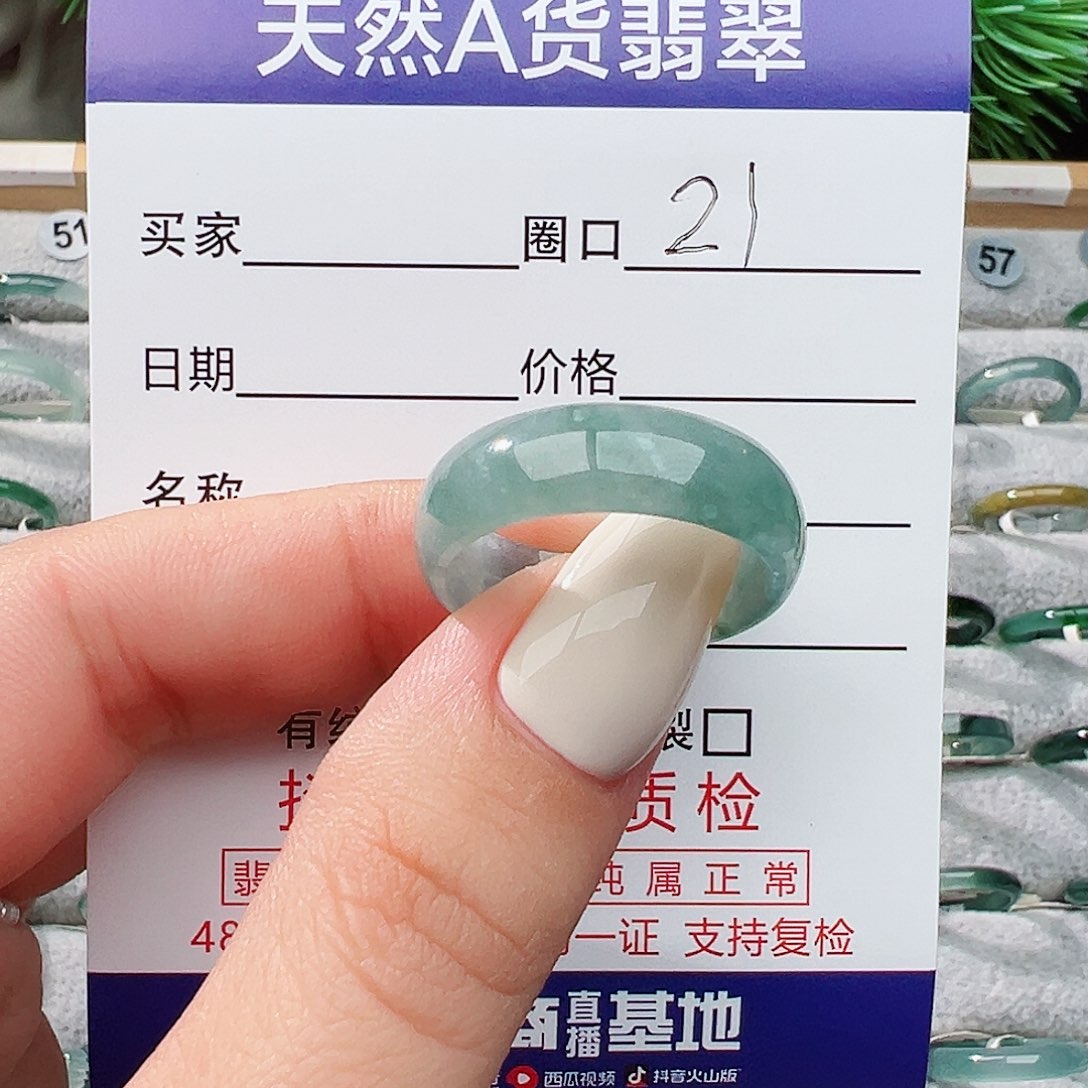 天然A货翡翠
买家 圈口 21
51
57
日期 价格
名称
有 裂
质检
翡 纯属正常
48 一证 支持复检
商直播基地
西瓜视频 抖音火山版